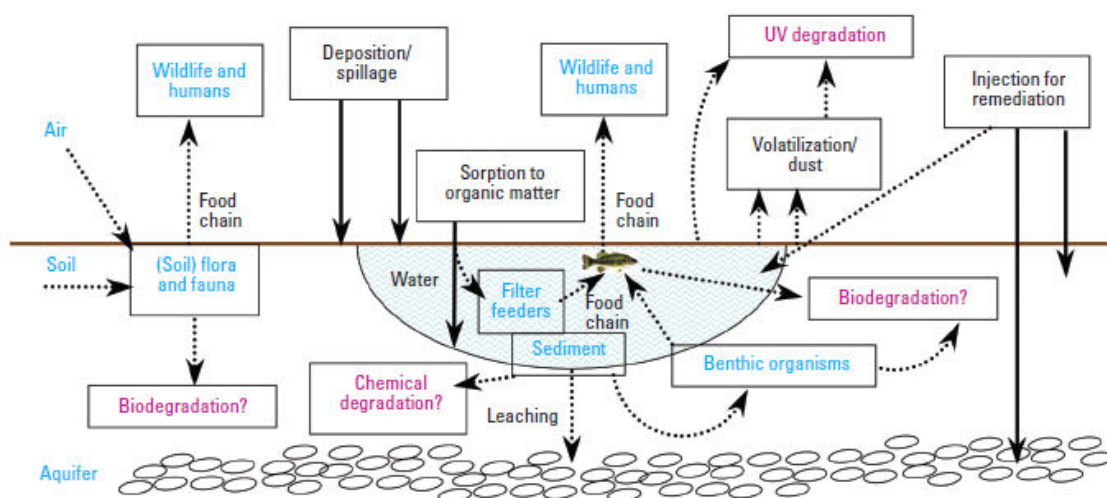 UV degradation
Deposition/
spillage
Wildlife and
humans
Wildlife and
humans
Injection for
remediation
Air
Volatilization/
dust
Sorption to
organic matter
Food
chain
Food
chain
Soil
(Soil) flora
and fauna
Water
Filter
feeders
Food
chain
Biodegradation?
Sediment
Benthic organisms
Chemical
degradation?
Biodegradation?
Leaching
Aquifer